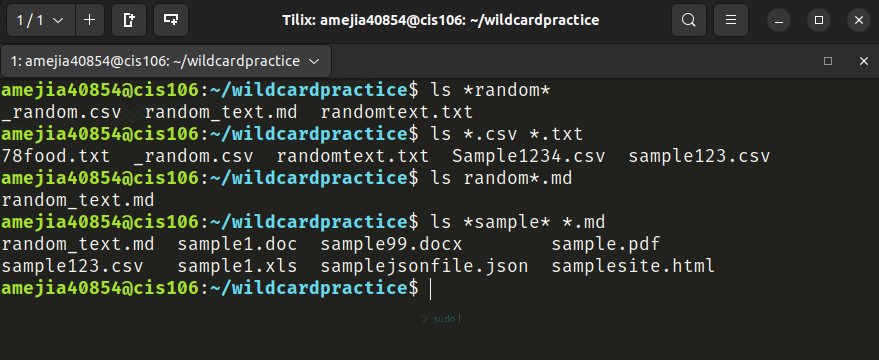 1 / 1 Tilix: amejia40854@cis106: ~/wildcardpractice
1: amejia40854@cis106: ~/wildcardpractice
amejia40854@cis106:~/wildcardpractice$ ls *random*
_random.csv random_text.md randomtext.txt
amejia40854@cis106:~/wildcardpractice$ ls *.csv *.txt
78food.txt _random.csv randomtext.txt Sample1234.csv sample123.csv
amejia40854@cis106:~/wildcardpractice$ ls random*.md
random_text.md
amejia40854@cis106:~/wildcardpractice$ ls *sample* *.md
random_text.md sample1.doc sample99.docx sample.pdf
sample123.csv sample1.xls samplejsonfile.json samplesite.html
amejia40854@cis106:~/wildcardpractice$
> sudo